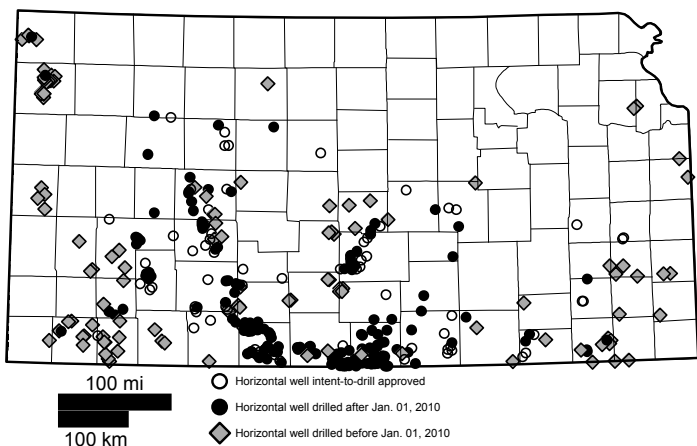 100 mi
100 km
Horizontal well intent-to-drill approved
Horizontal well drilled after Jan. 01, 2010
Horizontal well drilled before Jan. 01, 2010